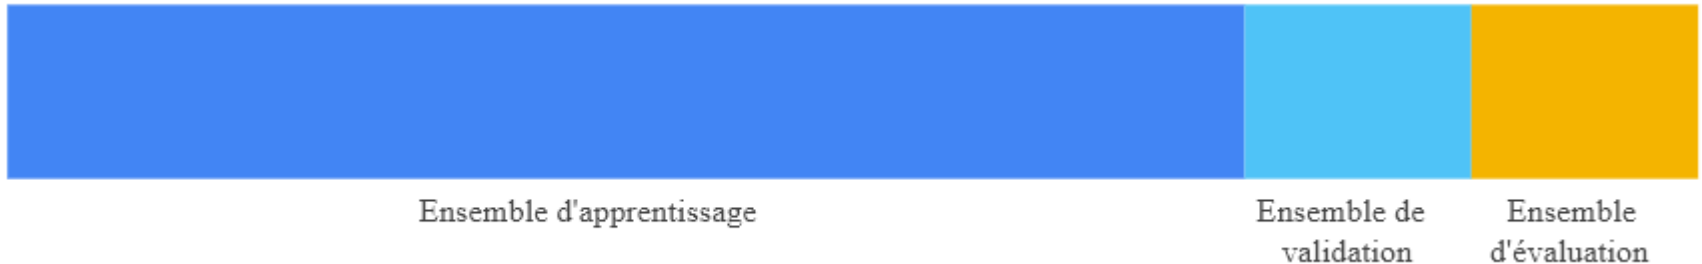 Ensemble d'apprentissage
Ensemble de
validation
Ensemble
d'évaluation